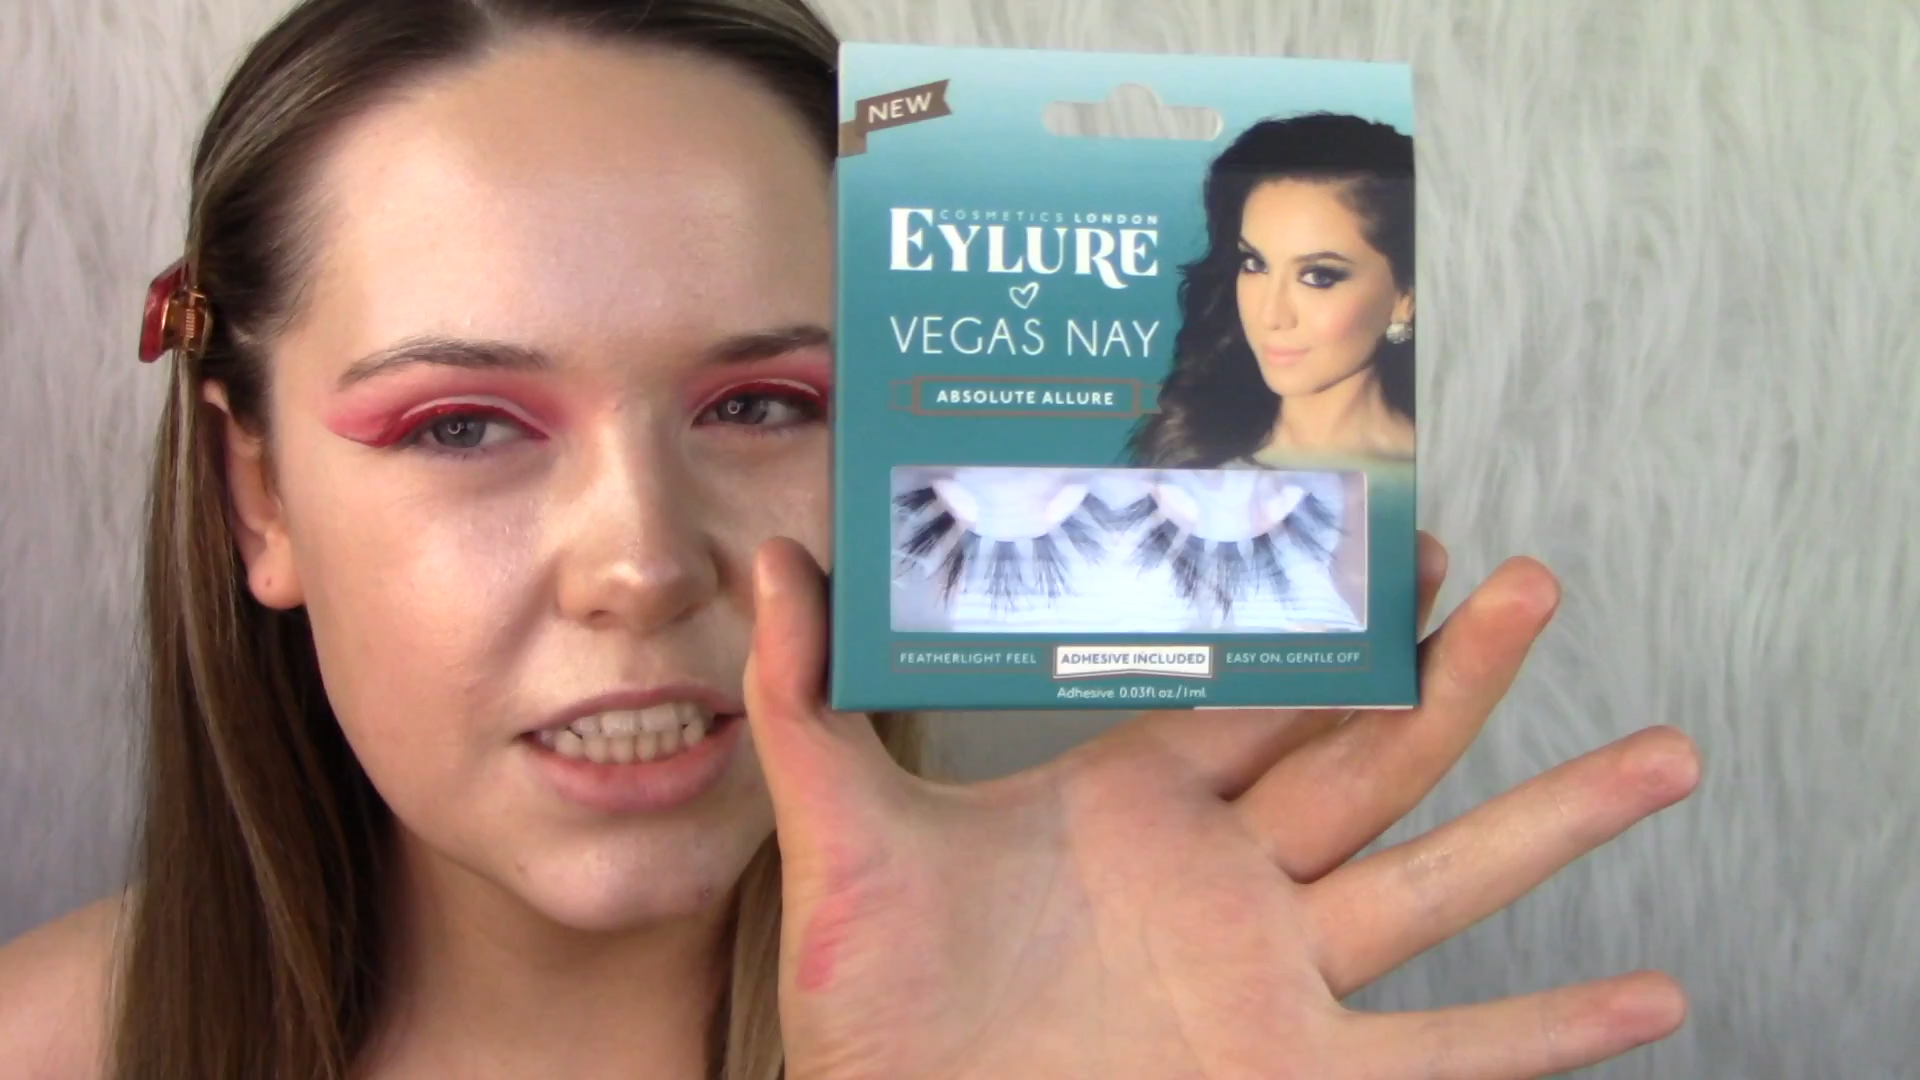 NEW
COSMETICS LONDON
EYLURE
VEGAS NAY
ABSOLUTE ALLURE
FEATHERLIGHT FEEL
ADHESIVE INCLUDED
EASY ON, GENTLE OFF
Adhesive 0.03fl oz./1ml